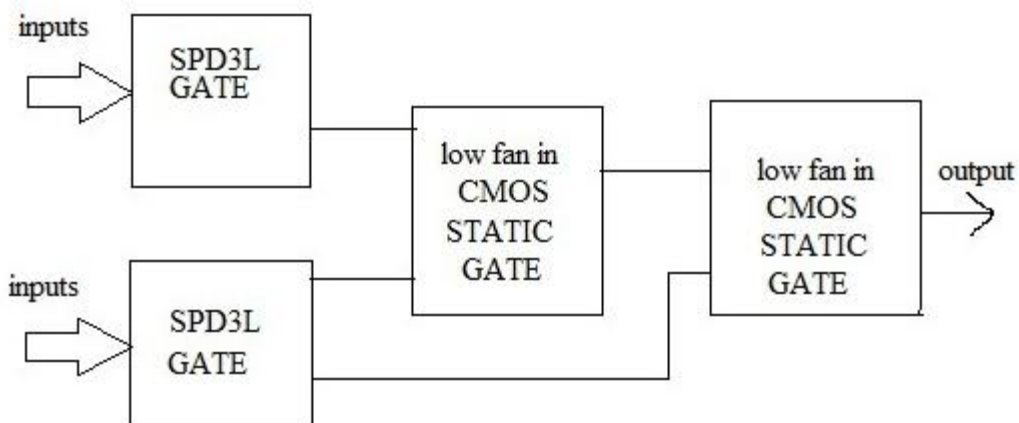 inputs
SPD3L
GATE
low fan in
CMOS
STATIC
GATE
low fan in
CMOS
STATIC
GATE
output
inputs
SPD3L
GATE